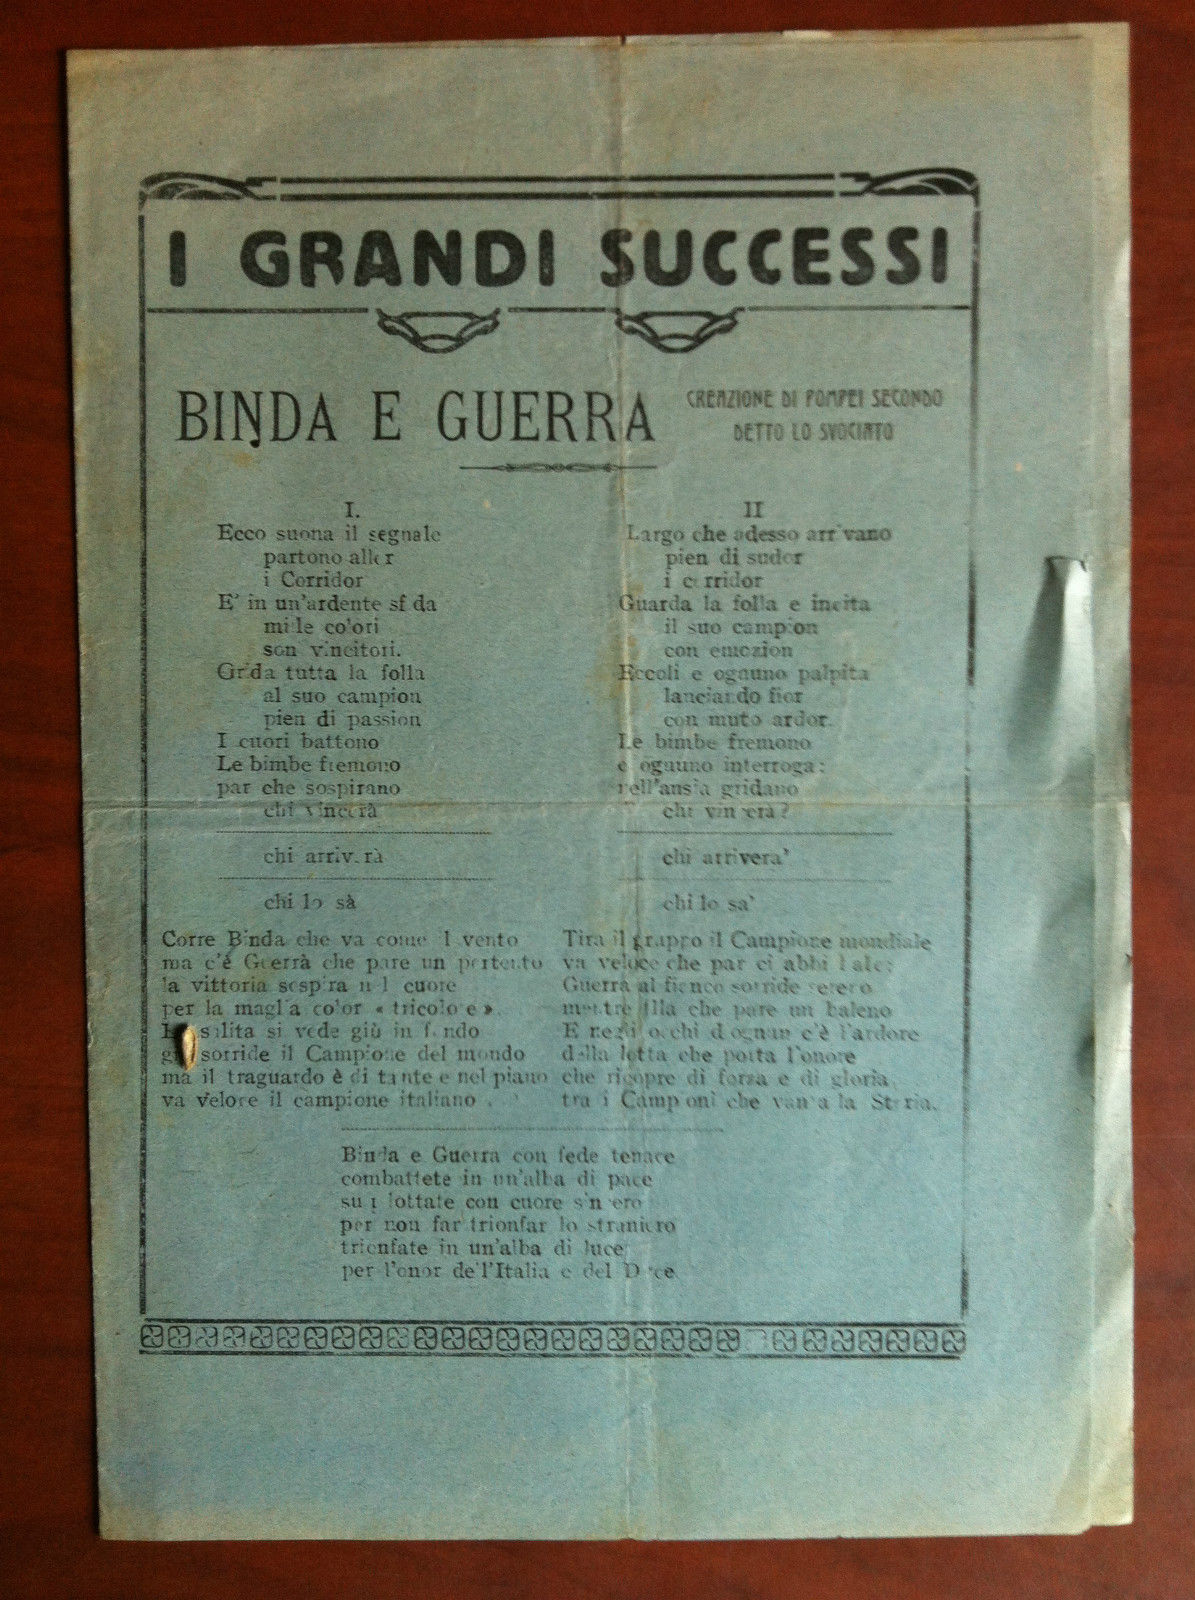 I GRANDI SUCCESSI
BINDA E GUERRA
CREAZIONE DI POMPEI SECONDO
DETTO LO SVOCIATO
I.
Ecco suona il segnale
partono aller
i Corridor
E' in un'ardente sfida
mille colori
son vincitori.
Grida tutta la folla
al suo campion
pien di passion
I cuori battono
Le bimbe fremono
par che sospirano
chi vincerà
chi arriverà
chi lo sà
Corre Binda che va come il vento
ma c'è Guerrà che pare un portento
la vittoria sospira nel cuore
per la maglia color « tricolore ».
salita si vede giù in fondo
sorride il Campione del mondo
ma il traguardo è di tante e nel piano
va velore il campione italiano
II
Largo che adesso arrivano
pien di sudor
i corridor
Guarda la folla e incita
il suo campion
con emozion
Eccoli e ognuno palpita
lanciando fior
con muto ardor.
Le bimbe fremono
e ognuno interroga:
nell'ansia gridano
chi vincerà?
chi arrivera'
chi lo sa'
Tira il grappo il Campione mondiale
va veloce che par ci abbi l'ale:
Guerra al fianco sorride sereno
mentre fila che pare un baleno
E negli occhi d'ognun c'è l'ardore
della lotta che porta l'onore
che ricopre di forza e di gloria
tra i Campioni che van a la Storia.
Binda e Guerra con fede tenace
combattete in un'alba di pace
su lottate con cuore sincero
per non far trionfar lo straniero
trionfate in un'alba di luce
per l'onor de l'Italia e del Duce